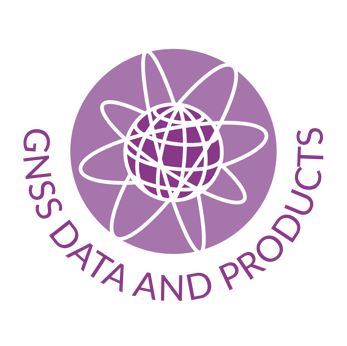 GNSS DATA AND PRODUCTS